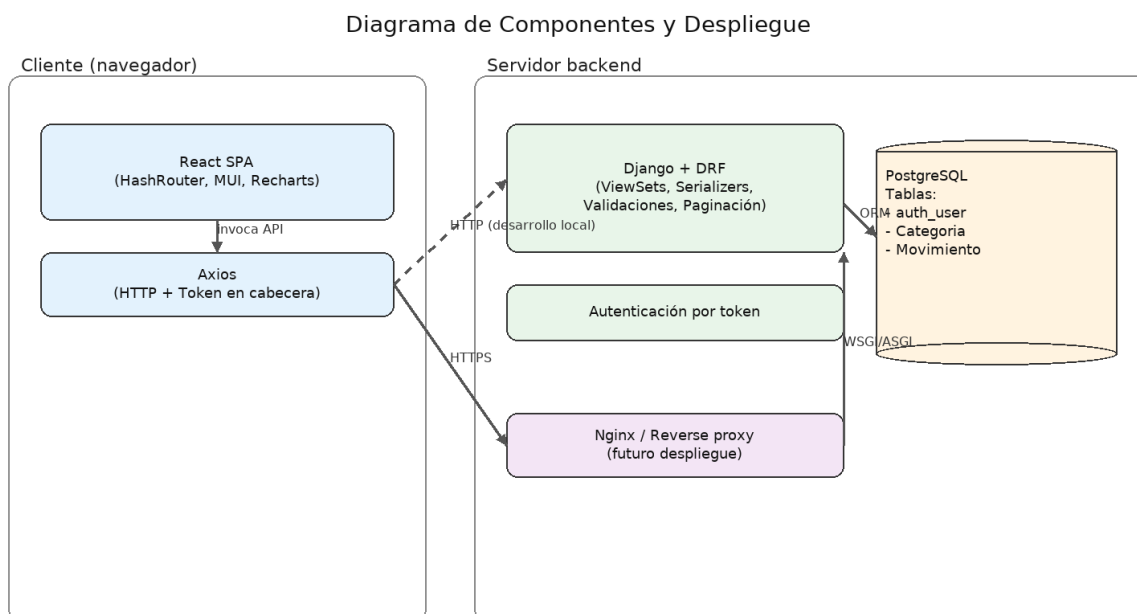 Diagrama de Componentes y Despliegue
Cliente (navegador)
React SPA
(HashRouter, MUI, Recharts)
invoca API
Axios
(HTTP + Token en cabecera)
HTTP (desarrollo local)
HTTPS
Servidor backend
Django + DRF
(ViewSets, Serializers,
Validaciones, Paginación)
Autenticación por token
WSGI/ASGI
Nginx / Reverse proxy
(futuro despliegue)
ORM
PostgreSQL
Tablas:
- auth_user
- Categoria
- Movimiento